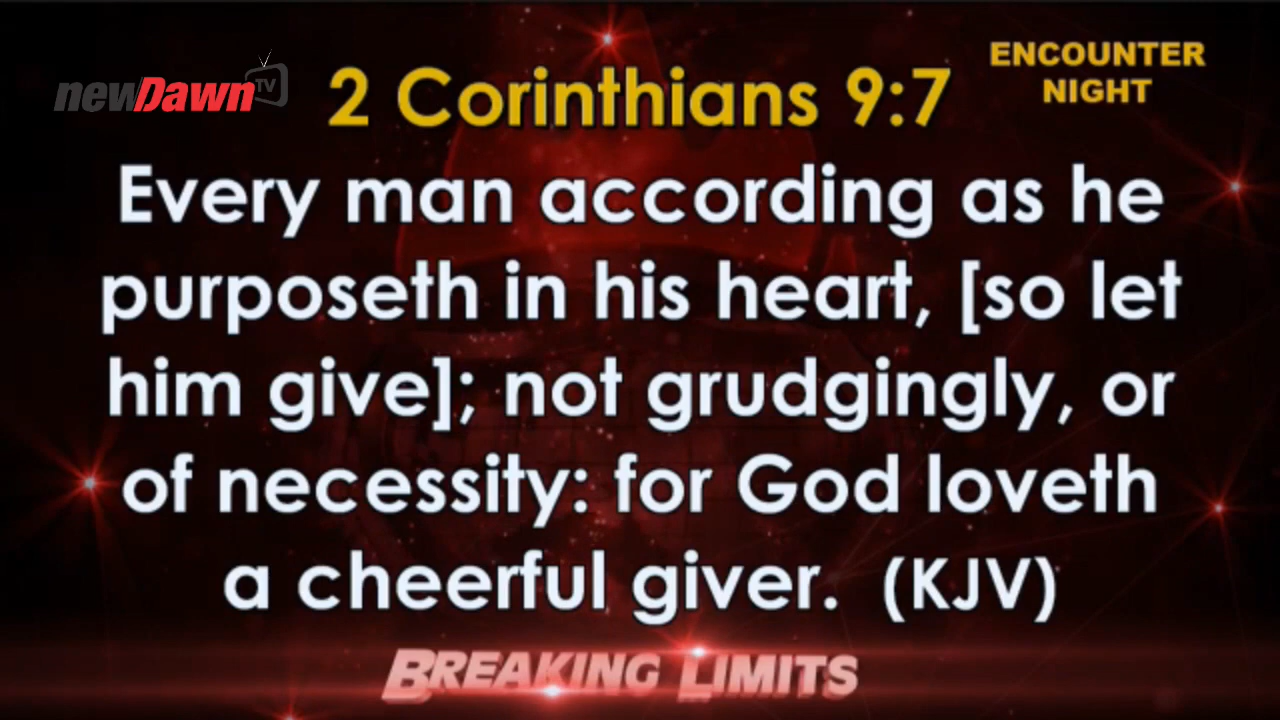 newDawn TV
ENCOUNTER
NIGHT
2 Corinthians 9:7
Every man according as he
purposeth in his heart, [so let
him give]; not grudgingly, or
of necessity: for God loveth
a cheerful giver. (KJV)
BREAKING LIMITS